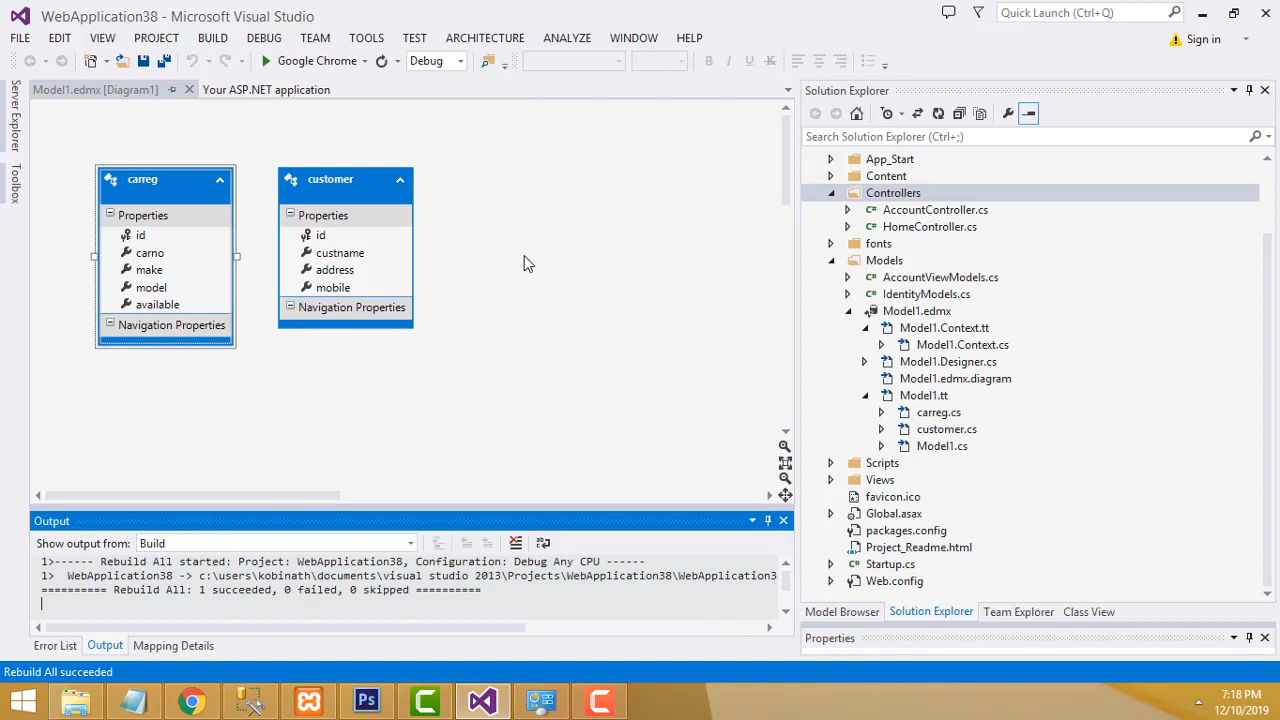 WebApplication38 - Microsoft Visual Studio
Quick Launch (Ctrl+Q)
FILE EDIT VIEW PROJECT BUILD DEBUG TEAM TOOLS TEST ARCHITECTURE ANALYZE WINDOW HELP
Sign in
Google Chrome Debug
Server Explorer
Toolbox
Model1.edmx [Diagram1] Your ASP.NET application
carreg
Properties
id
carno
make
model
available
Navigation Properties
customer
Properties
id
custname
address
mobile
Navigation Properties
Solution Explorer
Search Solution Explorer (Ctrl+;)
App_Start
Content
Controllers
AccountController.cs
HomeController.cs
fonts
Models
AccountViewModels.cs
IdentityModels.cs
Model1.edmx
Model1.Context.tt
Model1.Context.cs
Model1.Designer.cs
Model1.edmx.diagram
Model1.tt
carreg.cs
customer.cs
Model1.cs
Scripts
Views
favicon.ico
Global.asax
packages.config
Project_Readme.html
Startup.cs
Web.config
Model Browser Solution Explorer Team Explorer Class View
Properties
Output
Show output from: Build
1>------ Rebuild All started: Project: WebApplication38, Configuration: Debug Any CPU ------
1> WebApplication38 -> c:\users\kobinath\documents\visual studio 2013\Projects\WebApplication38\WebApplication3
========== Rebuild All: 1 succeeded, 0 failed, 0 skipped ==========
Error List Output Mapping Details
Rebuild All succeeded
Ps
C
C
7:18 PM
12/10/2019